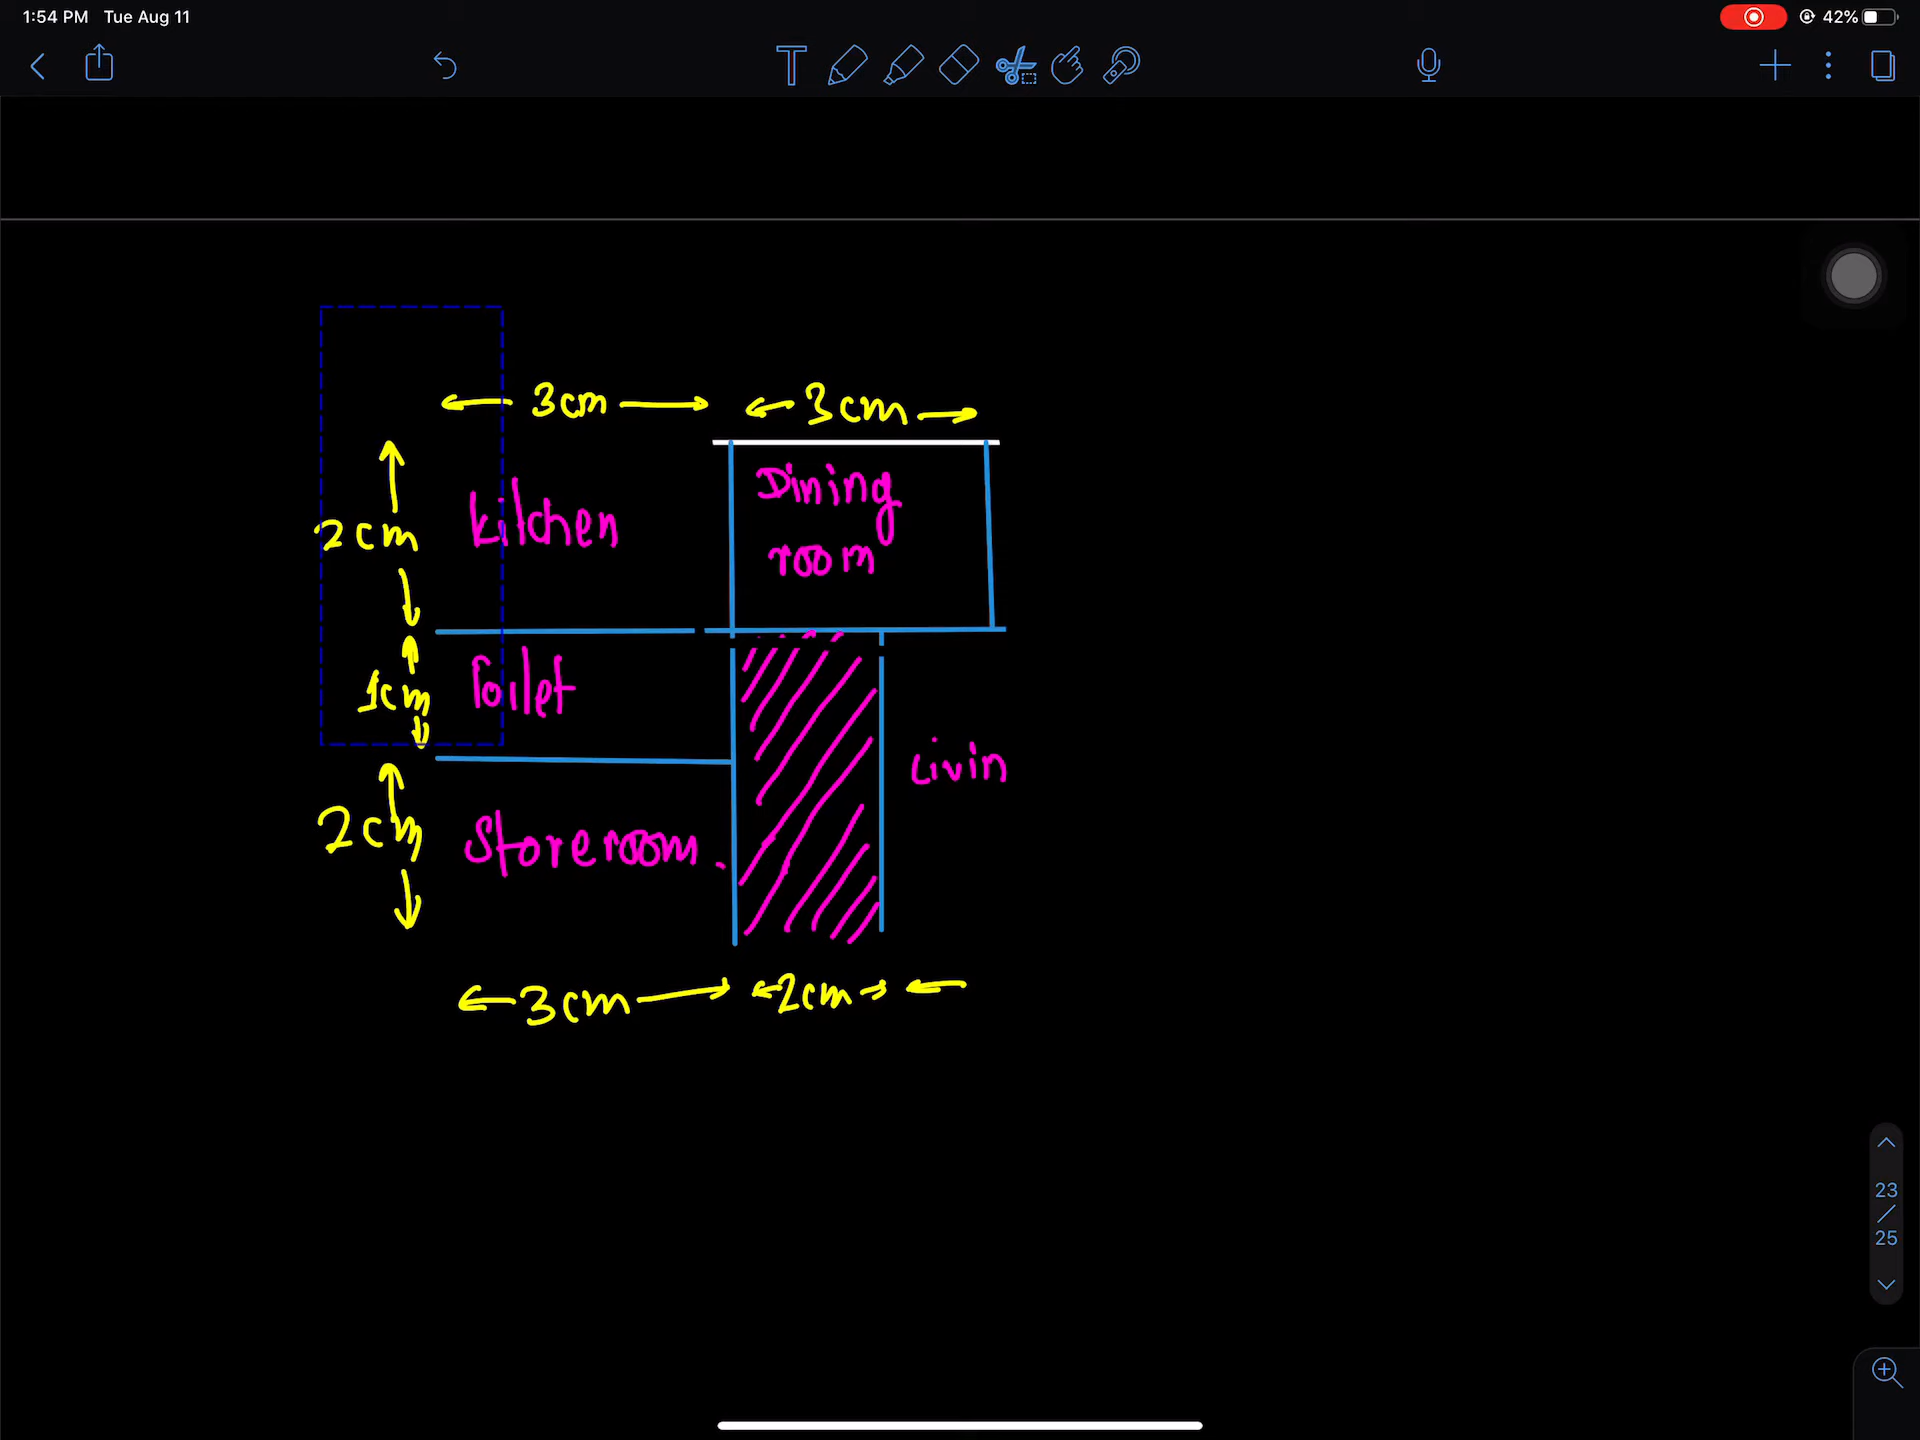 1:54 PM Tue Aug 11
42%
3cm 3cm
2cm kitchen Dining
room
1cm Toilet
Livin
2cm Storeroom.
3cm 2cm
23
/
25